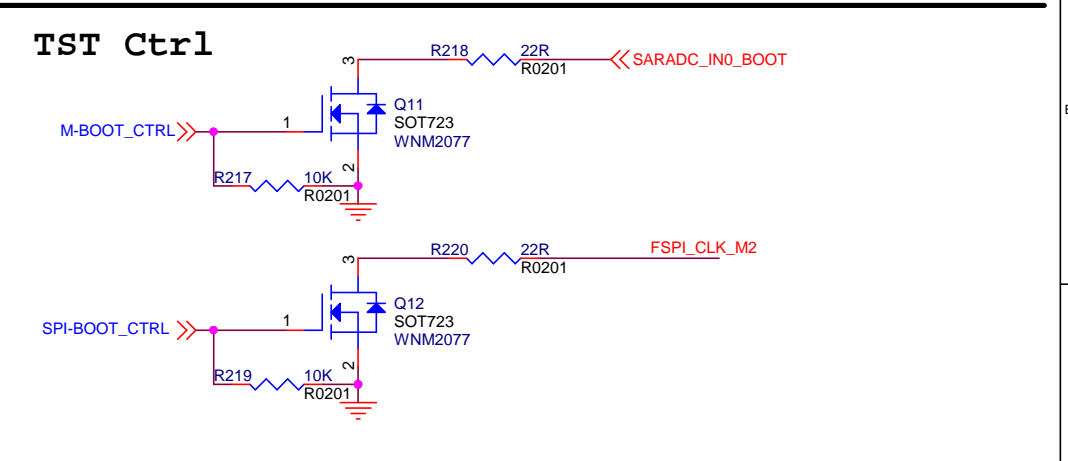 TST Ctrl
R218 22R
R0201
SARADC_IN0_BOOT
3
Q11
SOT723
WNM2077
M-BOOT_CTRL
1
2
R217 10K
R0201
R220 22R
R0201
FSPI_CLK_M2
3
Q12
SOT723
WNM2077
SPI-BOOT_CTRL
1
2
R219 10K
R0201